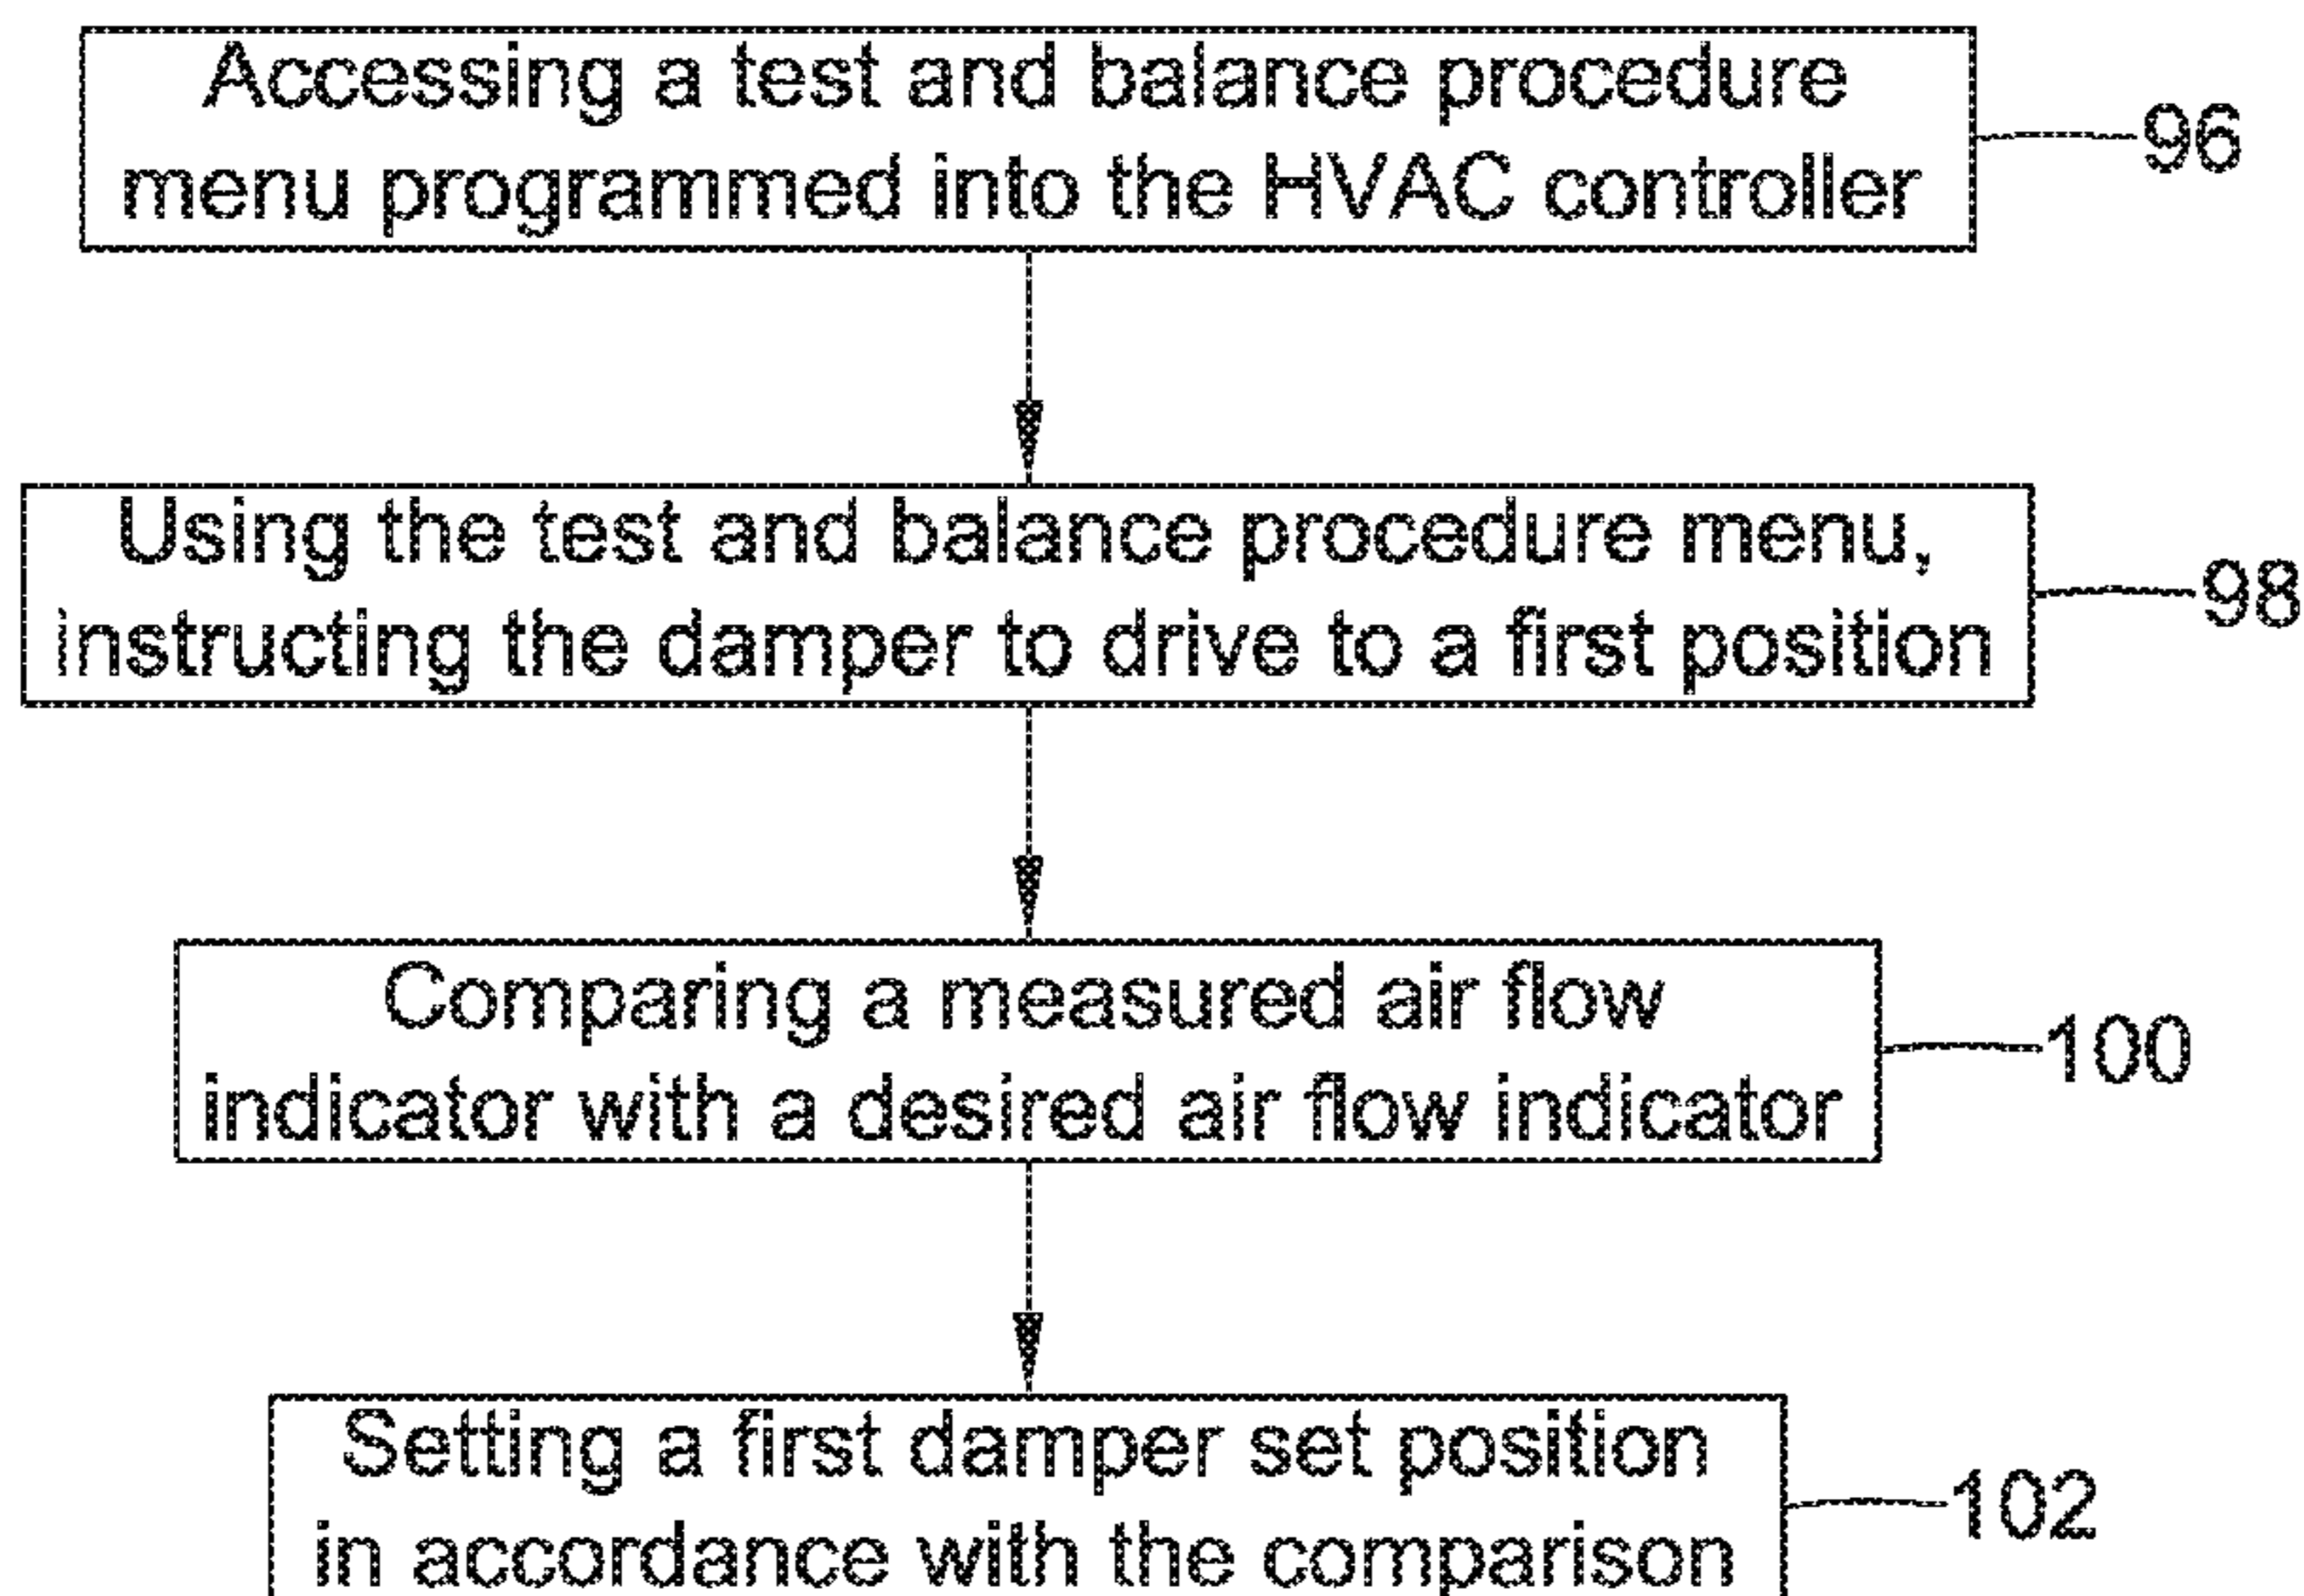 Accessing a test and balance procedure
menu programmed into the HVAC controller
96
Using the test and balance procedure menu,
instructing the damper to drive to a first position
98
Comparing a measured air flow
indicator with a desired air flow indicator
100
Setting a first damper set position
in accordance with the comparison
102